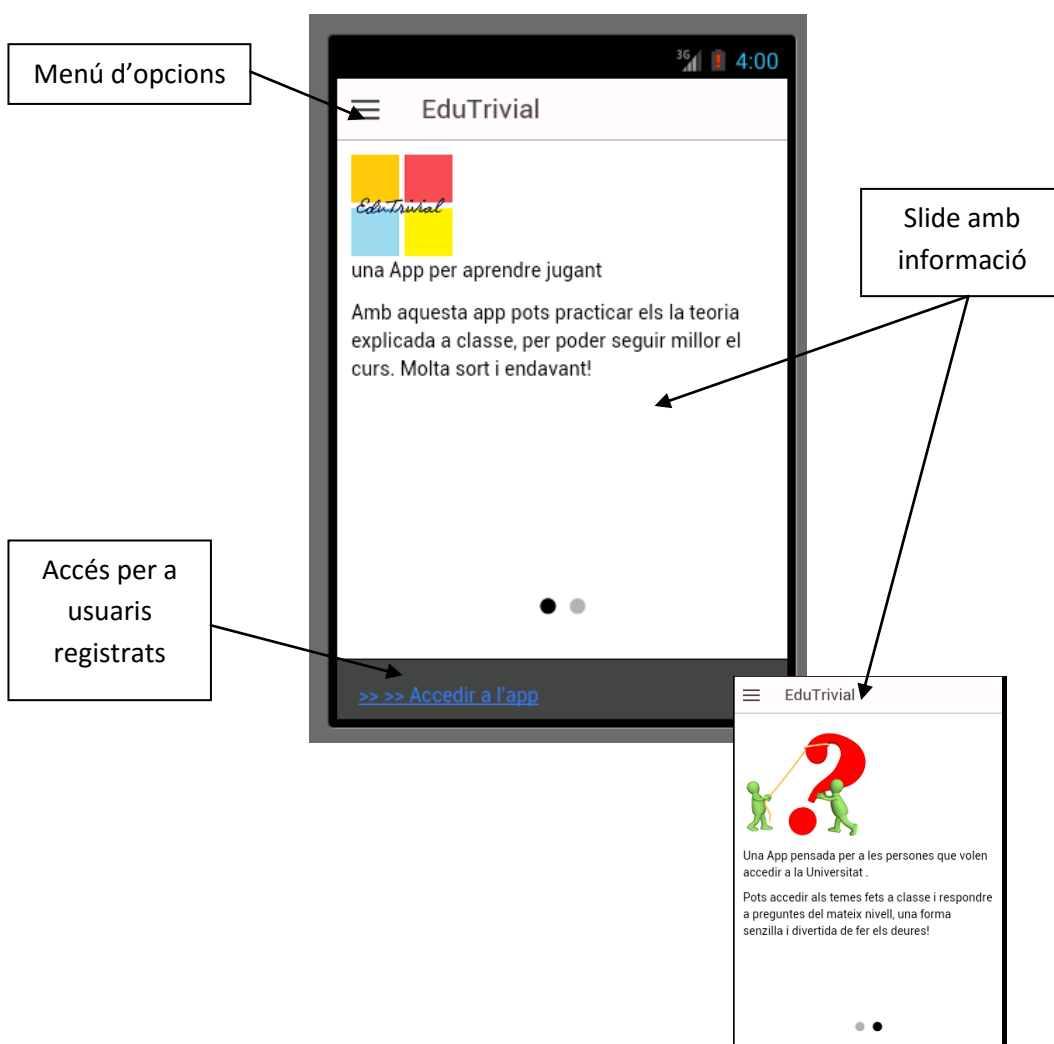 Menú d’opcions
3G 4:00
EduTrivial
EduTrivial
una App per aprendre jugant
Amb aquesta app pots practicar els la teoria
explicada a classe, per poder seguir millor el
curs. Molta sort i endavant!
Slide amb
informació
Accés per a
usuaris
registrats
>> >> Accedir a l'app
EduTrivial
Una App pensada per a les persones que volen
accedir a la Universitat .
Pots accedir als temes fets a classe i respondre
a preguntes del mateix nivell, una forma
senzilla i divertida de fer els deures!